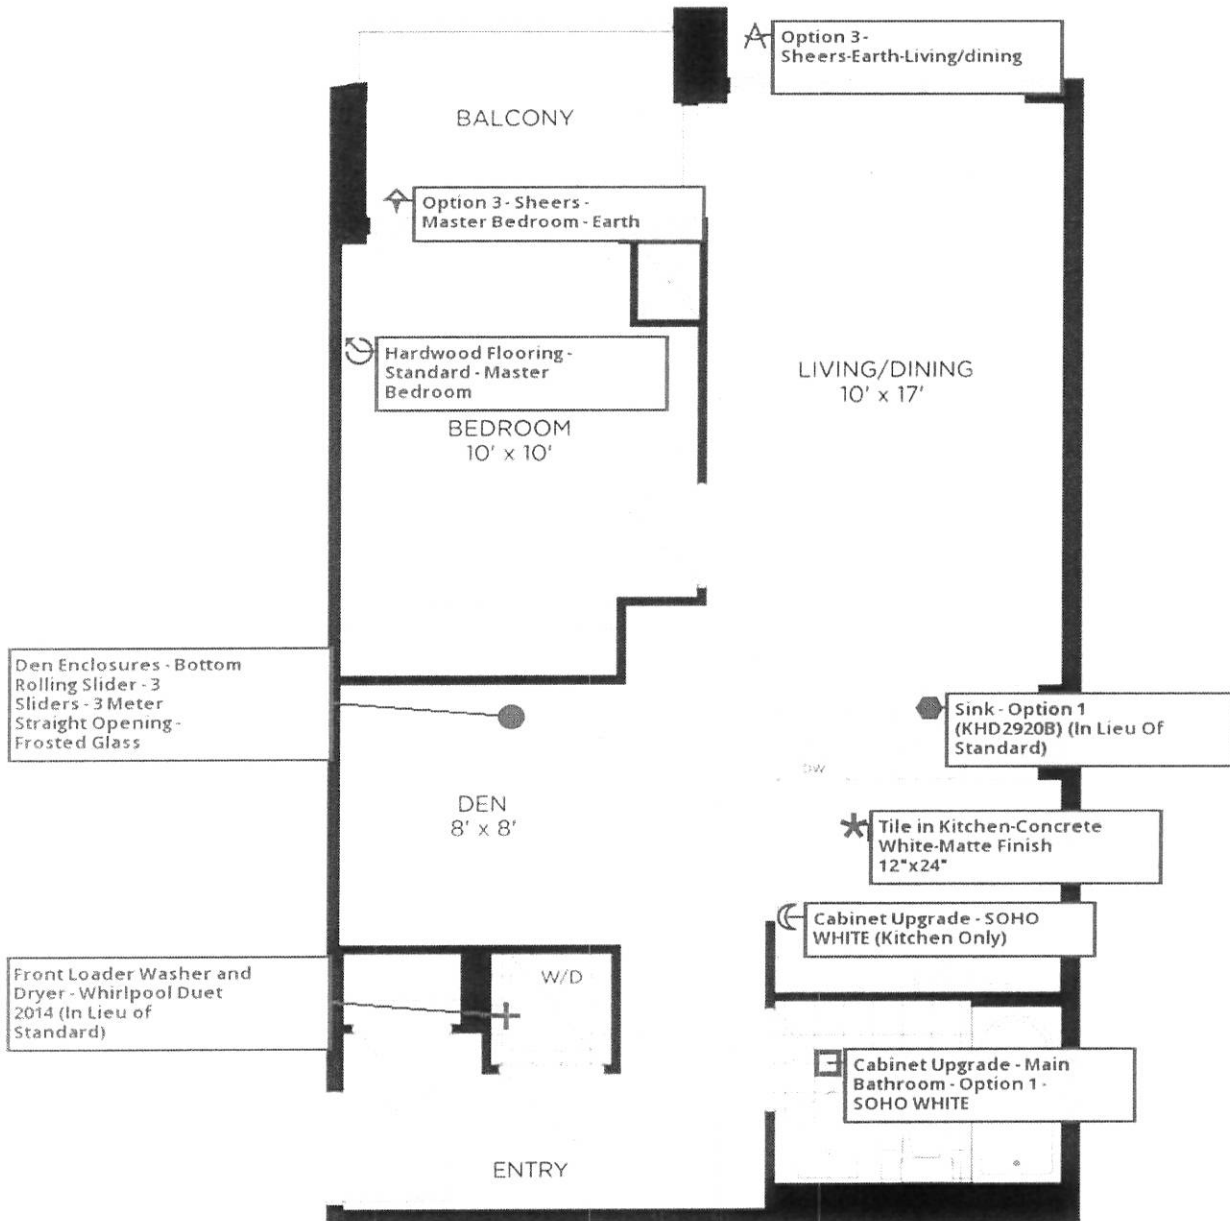 Option 3-
Sheers-Earth-Living/dining
BALCONY
Option 3 - Sheers -
Master Bedroom - Earth
Hardwood Flooring -
Standard - Master
Bedroom
LIVING/DINING
10' x 17'
BEDROOM
10' x 10'
Den Enclosures - Bottom
Rolling Slider - 3
Sliders - 3 Meter
Straight Opening -
Frosted Glass
Sink - Option 1
(KHD2920B) (In Lieu Of
Standard)
DW
DEN
8' x 8'
Tile in Kitchen-Concrete
White-Matte Finish
12"x24"
Cabinet Upgrade - SOHO
WHITE (Kitchen Only)
Front Loader Washer and
Dryer - Whirlpool Duet
2014 (In Lieu of
Standard)
W/D
Cabinet Upgrade - Main
Bathroom - Option 1 -
SOHO WHITE
ENTRY